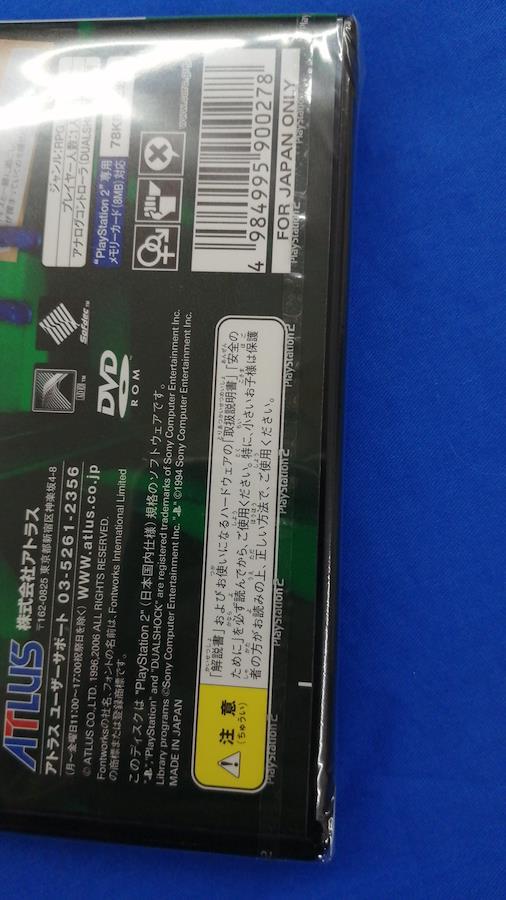 ジャンル:RPG
プレイヤー人数:1人
アナログコントローラ(DUALSHOCK
"PlayStation 2"専用
メモリーカード(8MB)対応
78KB
4 984995 900278
FOR JAPAN ONLY
Sofdec™
DVD
ROM
ATLUS 株式会社アトラス
〒162-0825 東京都新宿区神楽坂4-8
アトラス ユーザーサポート 03-5261-2356
(月〜金曜日11:00〜17:00祝祭日を除く) www.atlus.co.jp
© ATLUS CO.,LTD. 1996,2006 ALL RIGHTS RESERVED.
Fontworksの社名、フォントの名前は、Fontworks International Limited
の商標または登録商標です。
このディスクは"PlayStation 2"(日本国内仕様)規格のソフトウェアです。
"PlayStation" and "DUALSHOCK" are registered trademarks of Sony Computer Entertainment Inc.
Library programs ©Sony Computer Entertainment Inc. ©1994 Sony Computer Entertainment Inc.
MADE IN JAPAN
注意
(ちゅうい)
「解説書」およびお使いになるハードウェアの「取扱説明書」「安全の
ために」を必ず読んでから、ご使用ください。特に、小さいお子様は保護
者の方がお読みの上、正しい方法で、ご使用ください。
PlayStation 2
PlayStation 2
PlayStation 2
PlayStation 2